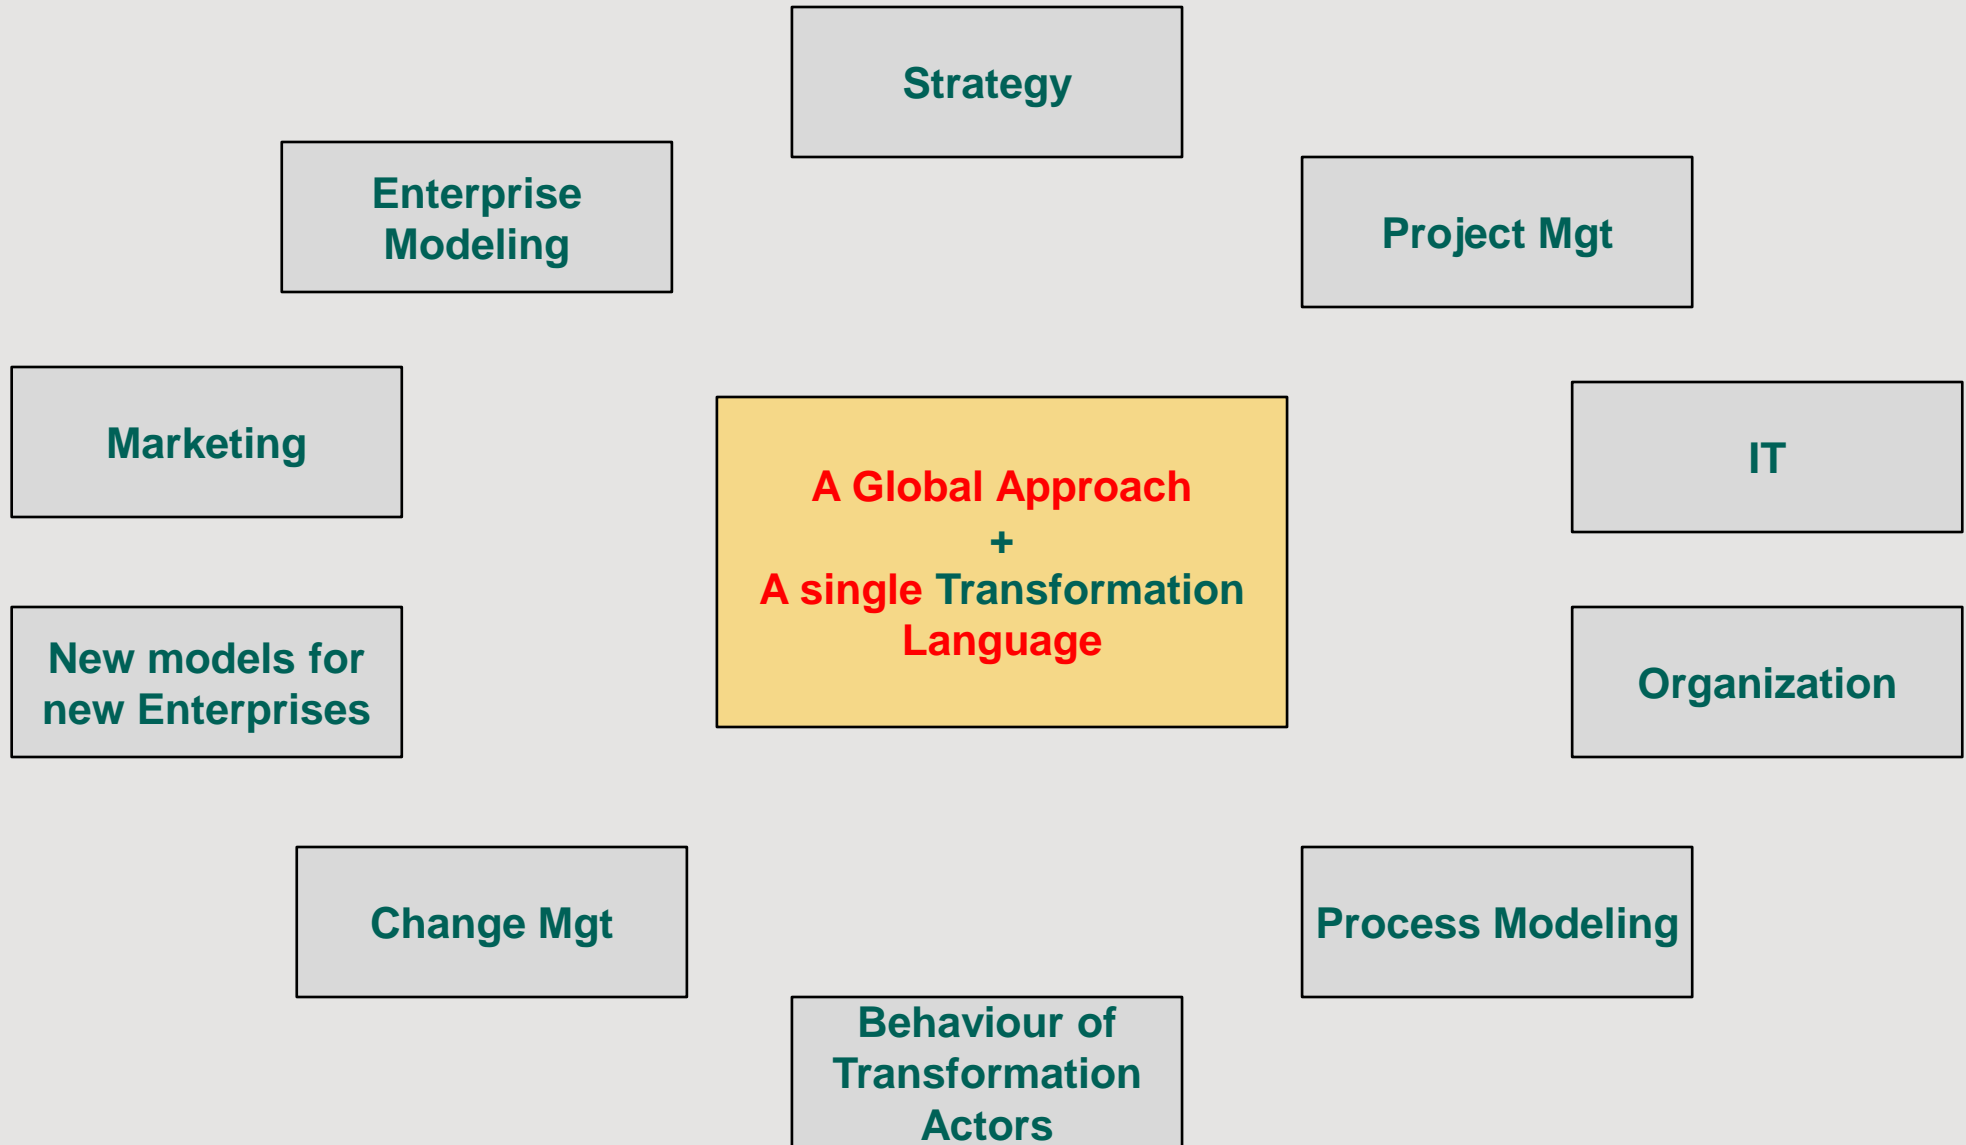 Strategy
Enterprise
Modeling
Project Mgt
Marketing
IT
A Global Approach
+
A single Transformation
Language
New models for
new Enterprises
Organization
Change Mgt
Process Modeling
Behaviour of
Transformation
Actors